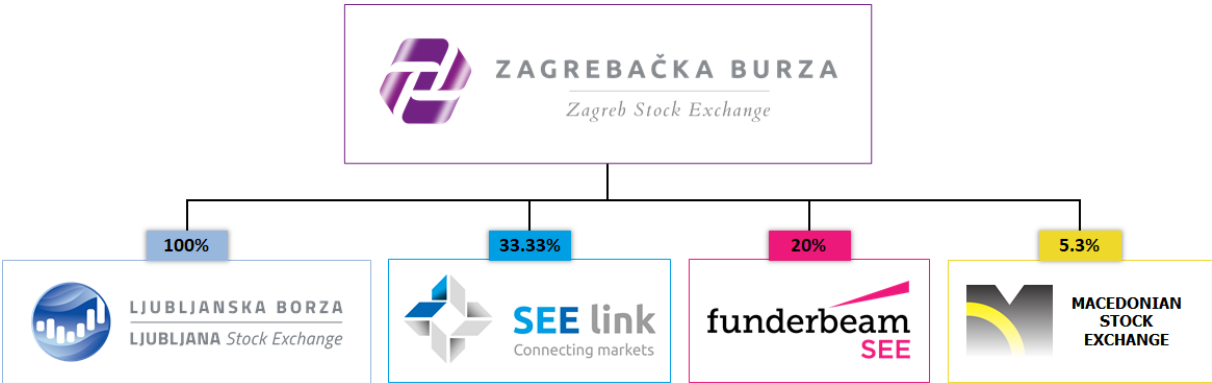 ZAGREBAČKA BURZA
Zagreb Stock Exchange
100%
33.33%
20%
5.3%
LJUBLJANSKA BORZA
LJUBLJANA Stock Exchange
SEE link
Connecting markets
funderbeam
SEE
MACEDONIAN
STOCK
EXCHANGE